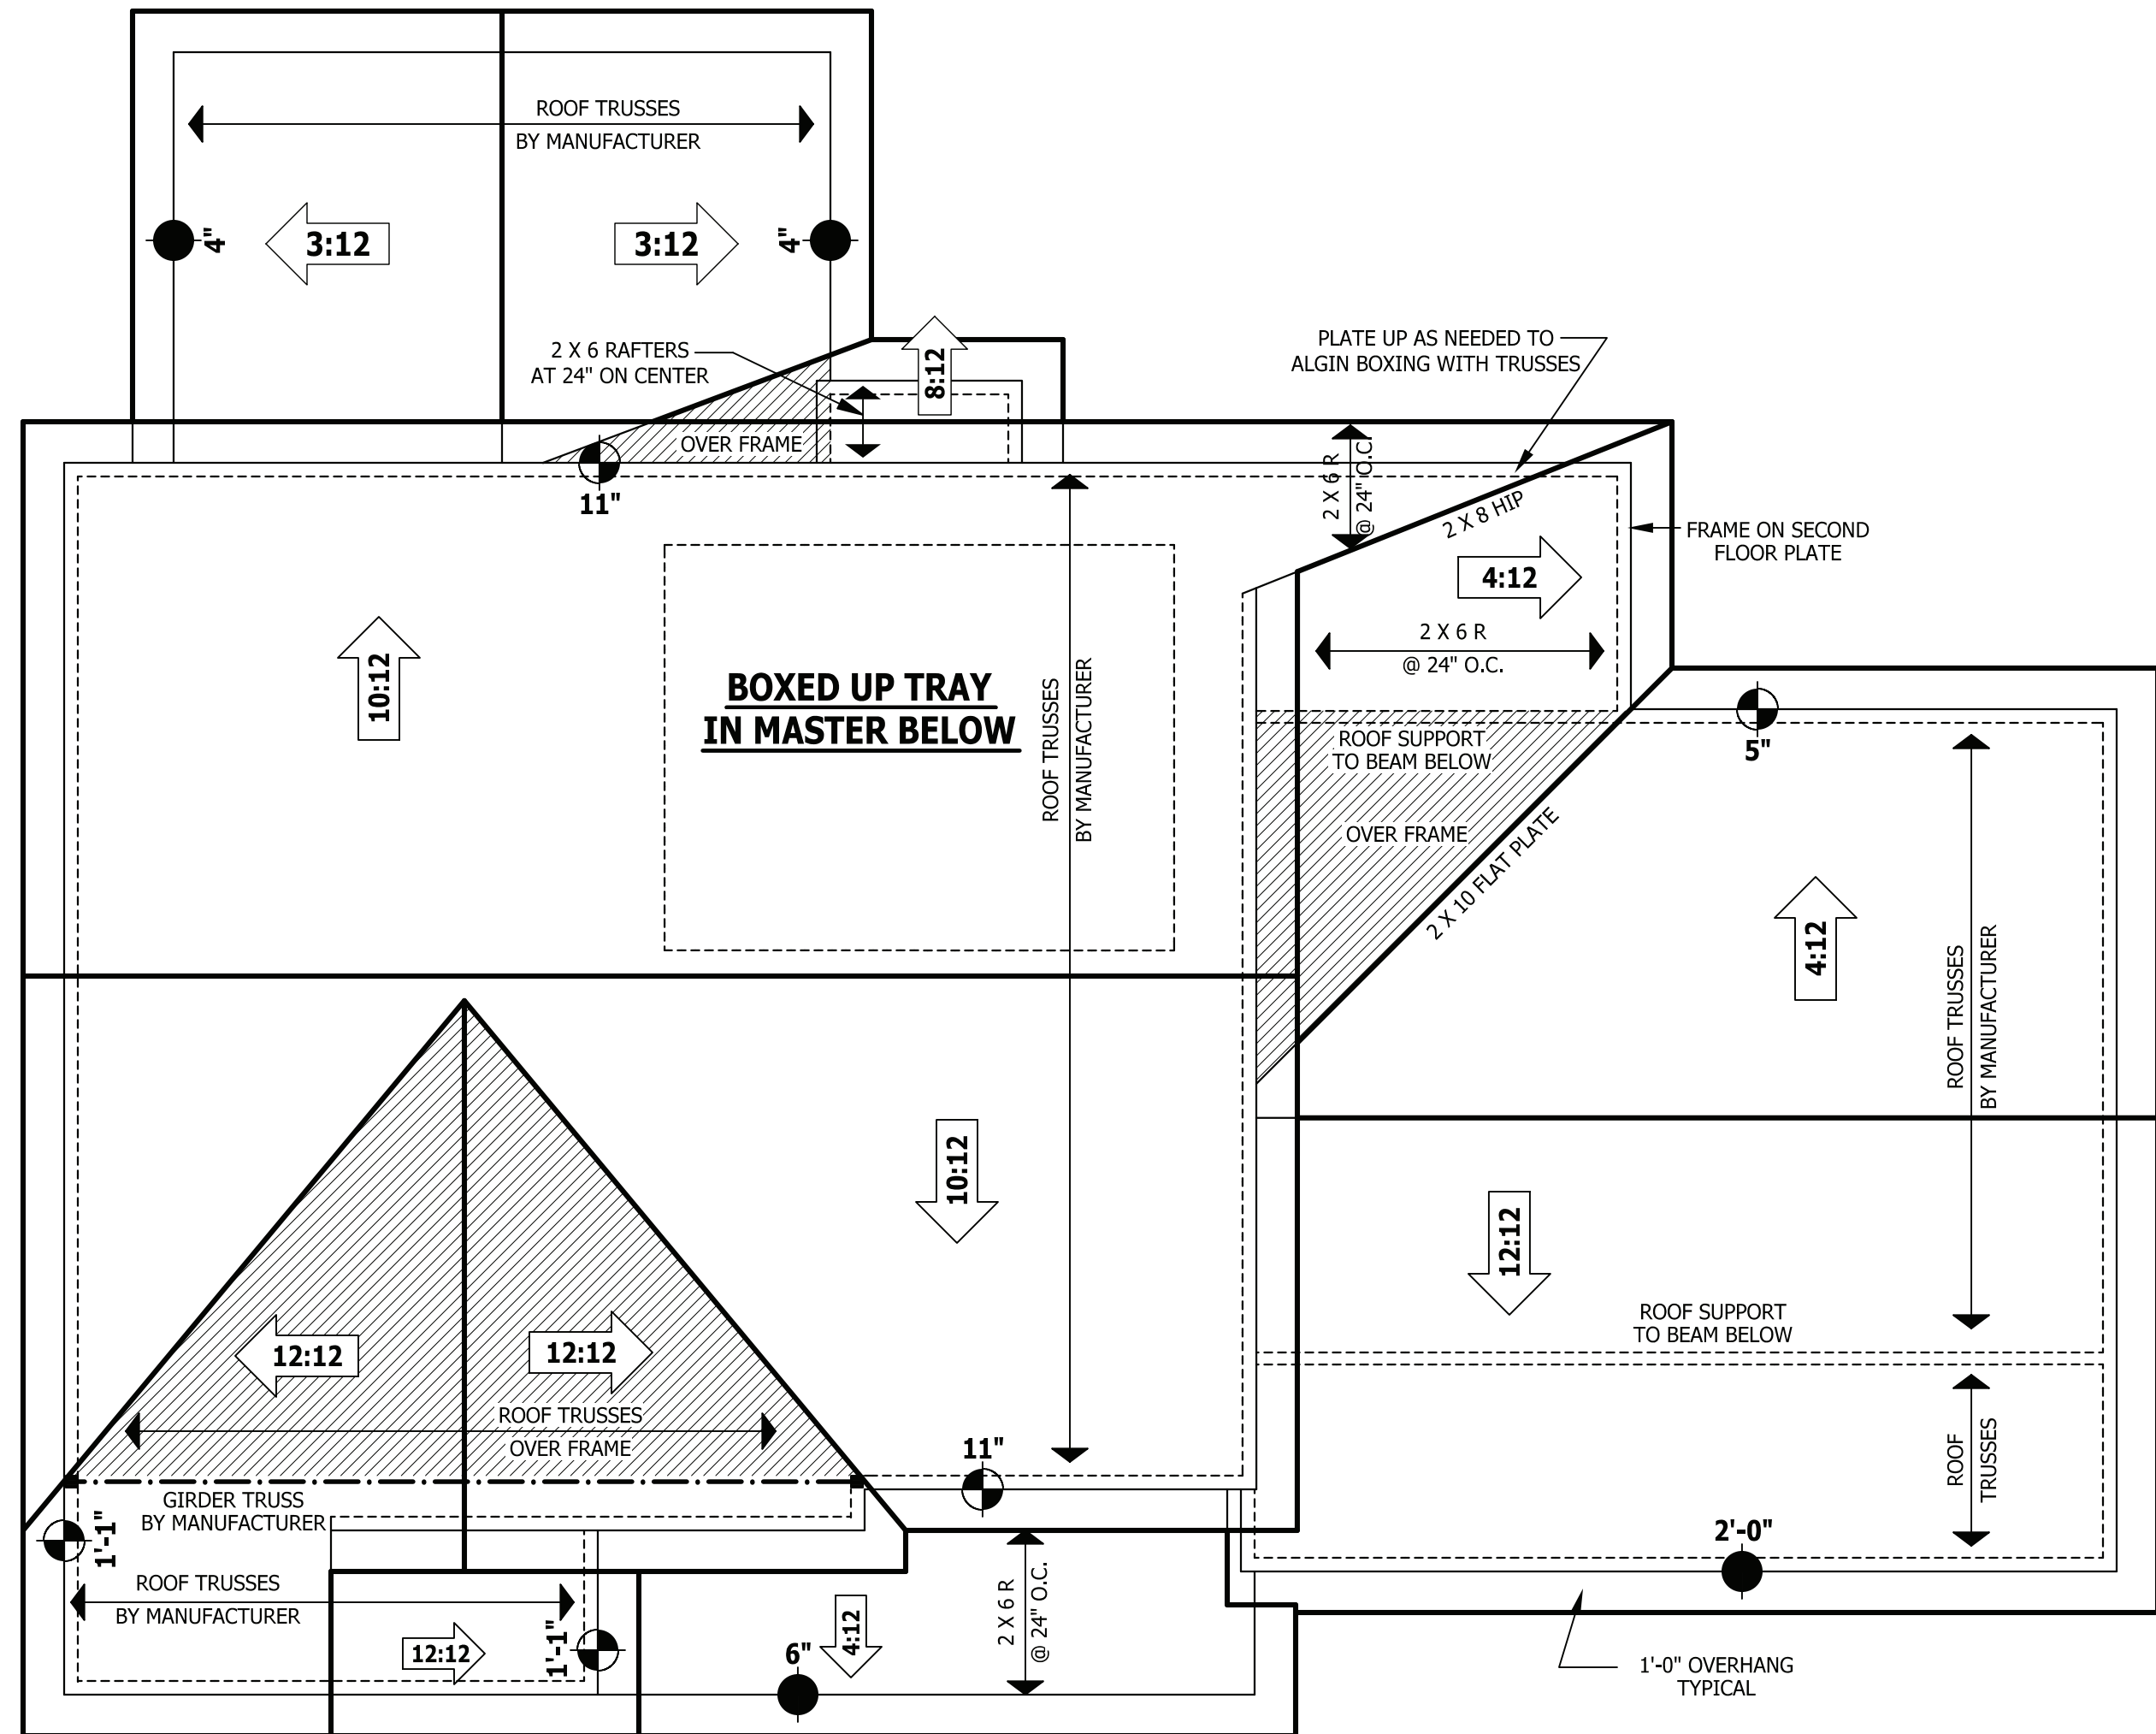 ROOF TRUSSES
BY MANUFACTURER
4"
3:12
3:12
4"
2 X 6 RAFTERS
AT 24" ON CENTER
8:12
PLATE UP AS NEEDED TO
ALGIN BOXING WITH TRUSSES
OVER FRAME
11"
2 X 6 R
@ 24" O.C.
2 X 8 HIP
FRAME ON SECOND
FLOOR PLATE
4:12
2 X 6 R
@ 24" O.C.
10:12
BOXED UP TRAY
IN MASTER BELOW
ROOF TRUSSES
BY MANUFACTURER
ROOF SUPPORT
TO BEAM BELOW
5"
OVER FRAME
2 X 10 FLAT PLATE
4:12
ROOF TRUSSES
BY MANUFACTURER
10:12
12:12
12:12
12:12
ROOF SUPPORT
TO BEAM BELOW
ROOF TRUSSES
OVER FRAME
11"
ROOF
TRUSSES
GIRDER TRUSS
BY MANUFACTURER
1'-1"
2'-0"
ROOF TRUSSES
BY MANUFACTURER
12:12
1'-1"
6"
4:12
2 X 6 R
@ 24" O.C.
1'-0" OVERHANG
TYPICAL